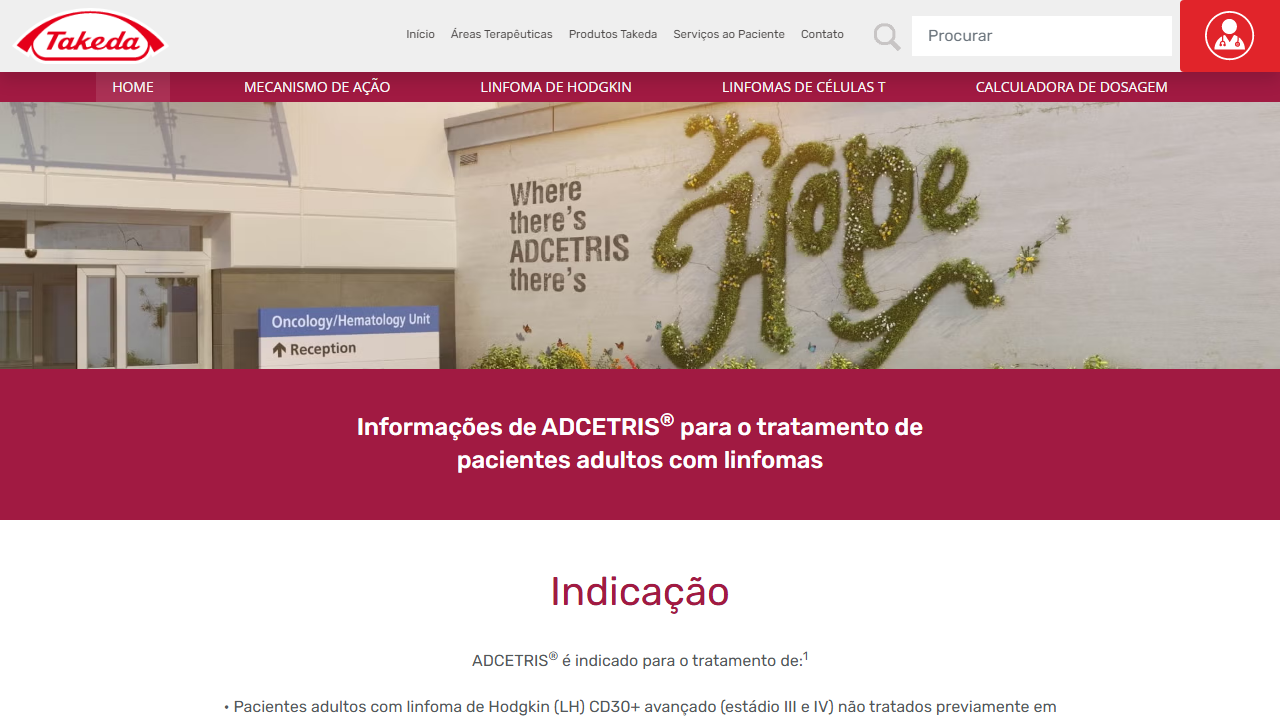 Takeda
Início Áreas Terapêuticas Produtos Takeda Serviços ao Paciente Contato
Procurar
HOME MECANISMO DE AÇÃO LINFOMA DE HODGKIN LINFOMAS DE CÉLULAS T CALCULADORA DE DOSAGEM
Where
there's
ADCETRIS
there's
Hope
Oncology/Hematology Unit
Reception
Informações de ADCETRIS® para o tratamento de
pacientes adultos com linfomas
Indicação
ADCETRIS® é indicado para o tratamento de:1
• Pacientes adultos com linfoma de Hodgkin (LH) CD30+ avançado (estádio III e IV) não tratados previamente em